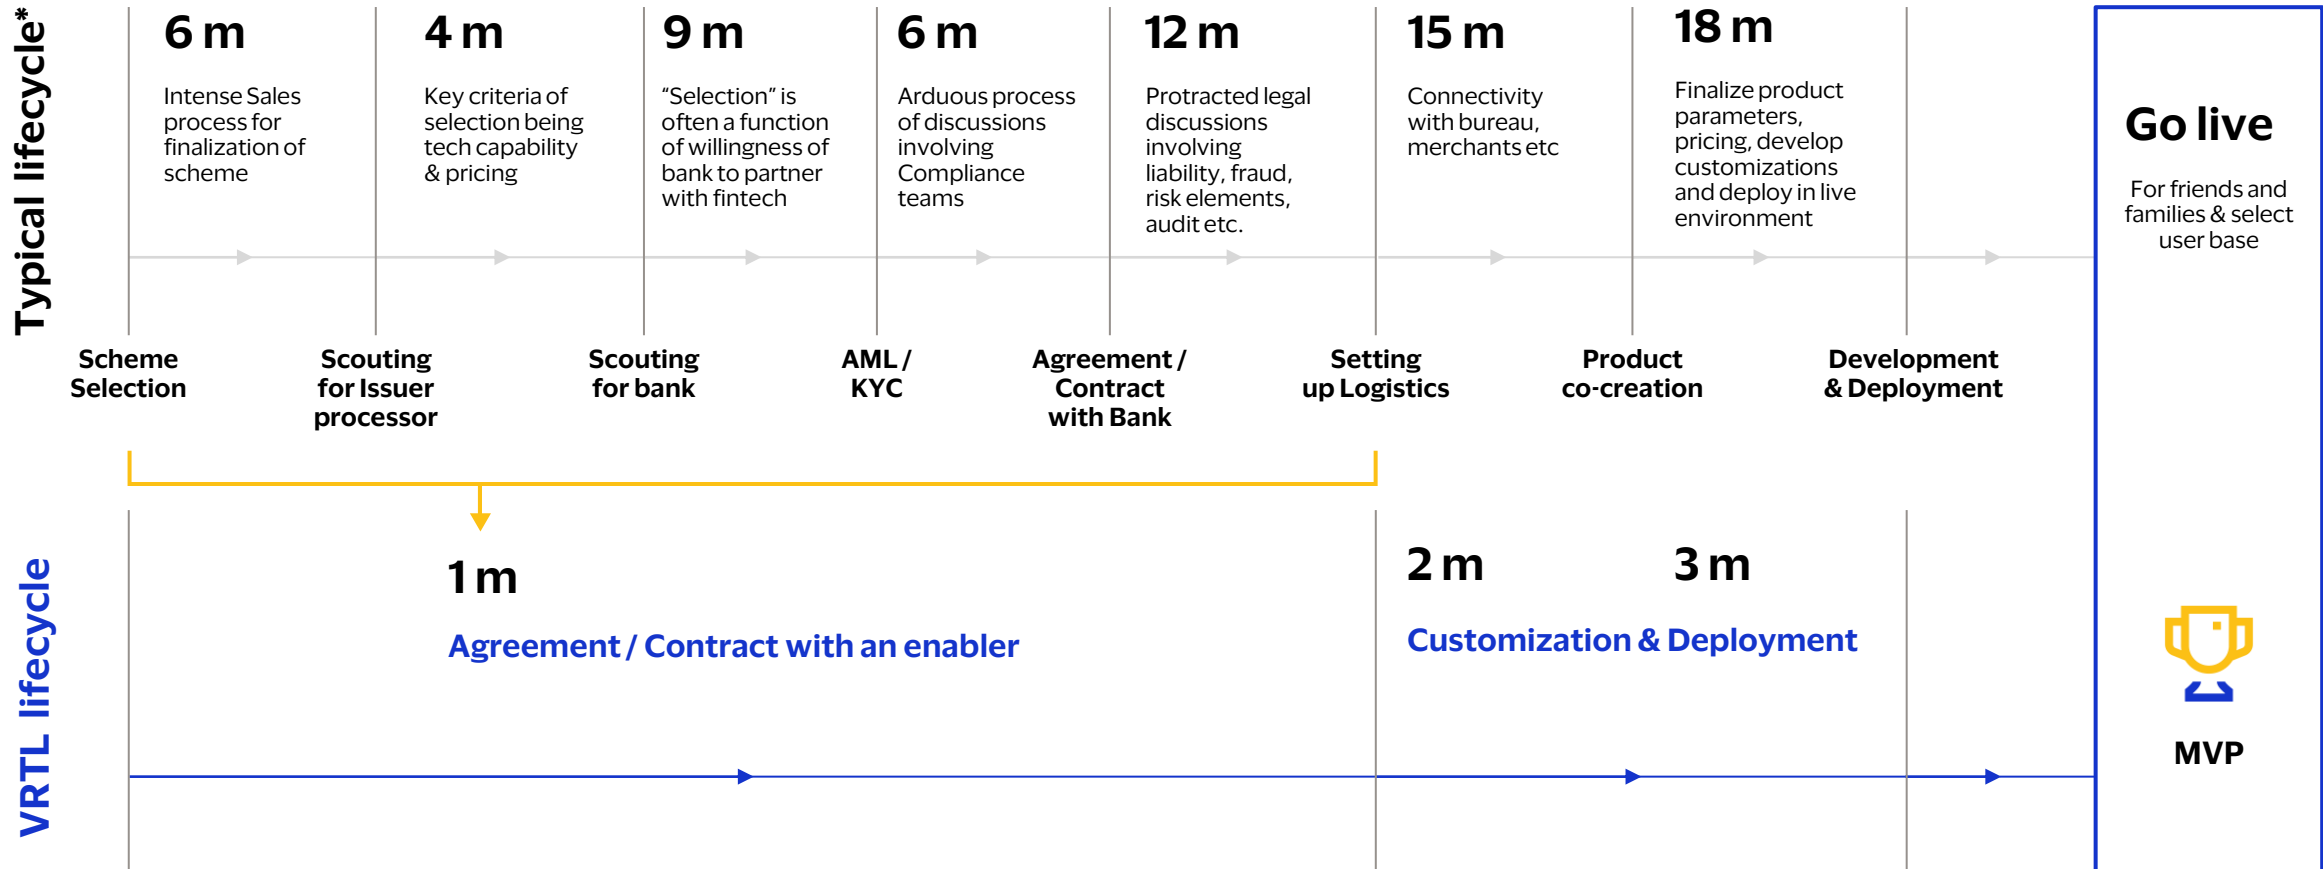 Typical lifecycle*
6 m
Intense Sales
process for
finalization of
scheme
4 m
Key criteria of
selection being
tech capability
& pricing
9 m
“Selection” is
often a function
of willingness of
bank to partner
with fintech
6 m
Arduous process
of discussions
involving
Compliance
teams
12 m
Protracted legal
discussions
involving
liability, fraud,
risk elements,
audit etc.
15 m
Connectivity
with bureau,
merchants etc
18 m
Finalize product
parameters,
pricing, develop
customizations
and deploy in live
environment
Go live
For friends and
families & select
user base
Scheme
Selection
Scouting
for Issuer
processor
Scouting
for bank
AML /
KYC
Agreement /
Contract
with Bank
Setting
up Logistics
Product
co-creation
Development
& Deployment
VRTL lifecycle
1 m
Agreement / Contract with an enabler
2 m
3 m
Customization & Deployment
MVP